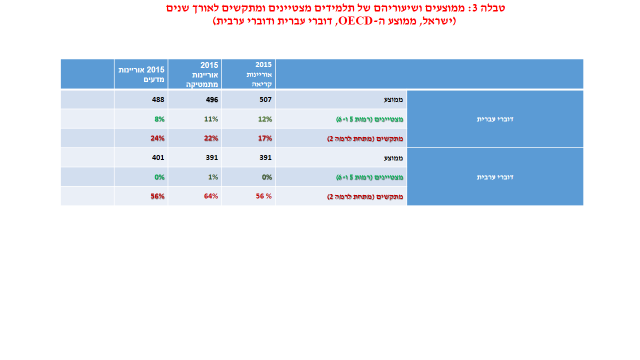 טבלה 3: ממוצעים ושיעוריהם של תלמידים מצטיינים ומתקשים לאורך שנים
(ישראל, ממוצע ה-OECD, דוברי עברית ודוברי ערבית)
2015 אוריינות קריאה
2015 אוריינות מתמטיקה
2015 אוריינות מדעים
דוברי עברית
ממוצע 507 496 488
מצטיינים (רמות 5 ו-6) 12% 11% 8%
מתקשים (מתחת לרמה 2) 17% 22% 24%
דוברי ערבית
ממוצע 391 391 401
מצטיינים (רמות 5 ו-6) 0% 1% 0%
מתקשים (מתחת לרמה 2) 56 % 64% 56%